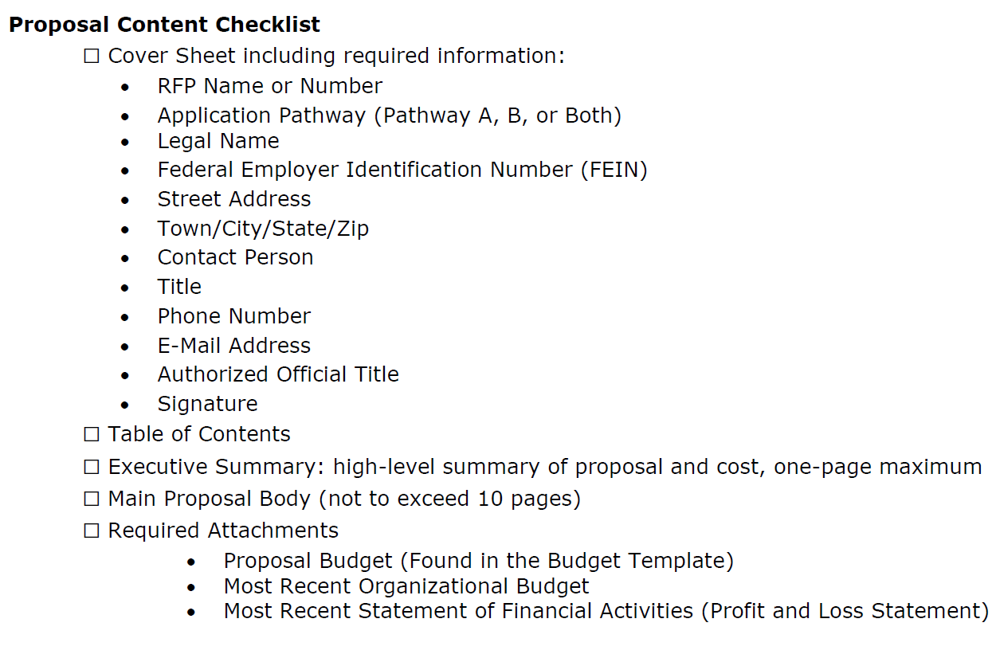 Proposal Content Checklist
☐ Cover Sheet including required information:
• RFP Name or Number
• Application Pathway (Pathway A, B, or Both)
• Legal Name
• Federal Employer Identification Number (FEIN)
• Street Address
• Town/City/State/Zip
• Contact Person
• Title
• Phone Number
• E-Mail Address
• Authorized Official Title
• Signature
☐ Table of Contents
☐ Executive Summary: high-level summary of proposal and cost, one-page maximum
☐ Main Proposal Body (not to exceed 10 pages)
☐ Required Attachments
• Proposal Budget (Found in the Budget Template)
• Most Recent Organizational Budget
• Most Recent Statement of Financial Activities (Profit and Loss Statement)